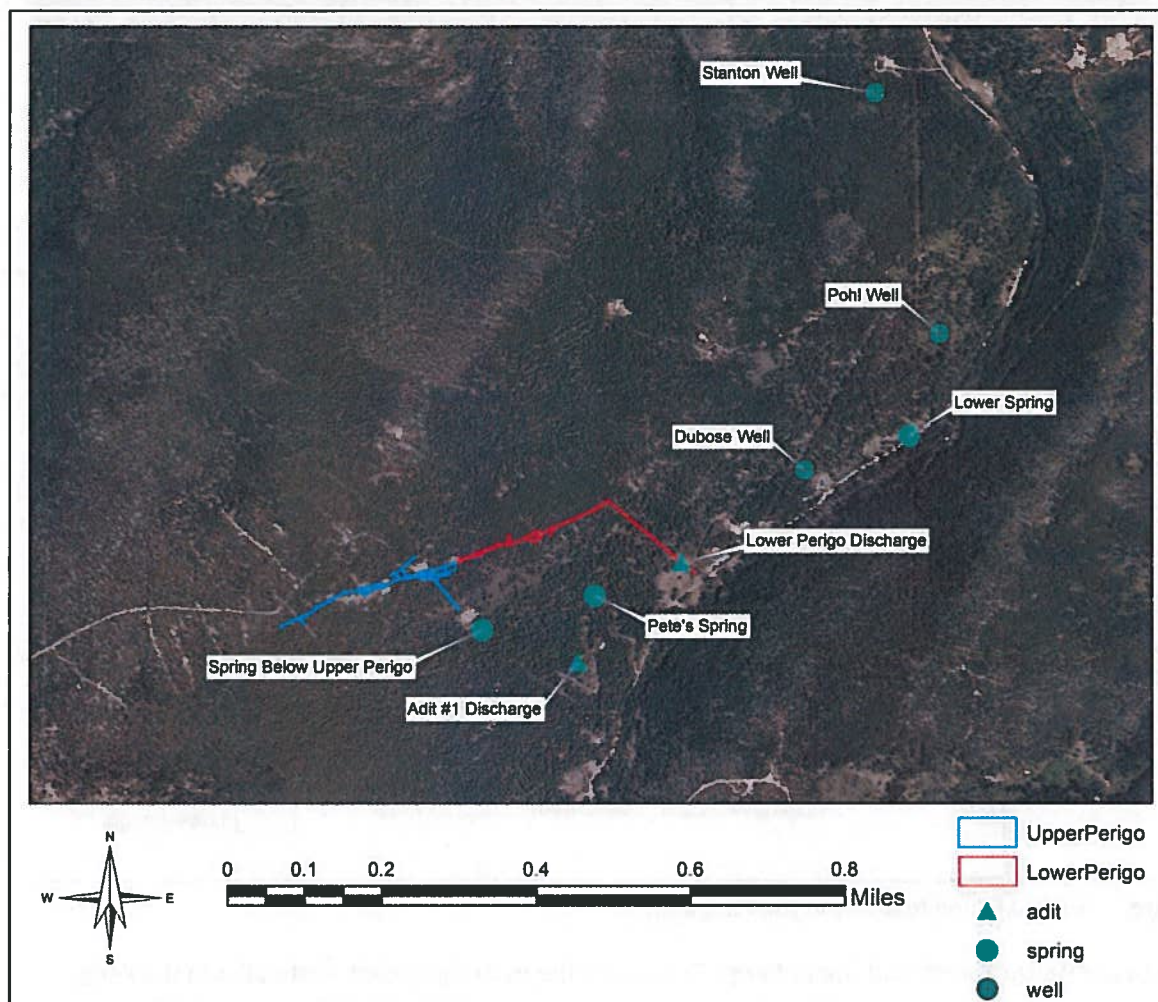 Stanton Well
Pohl Well
Lower Spring
Dubose Well
Lower Perigo Discharge
Pete's Spring
Spring Below Upper Perigo
Adit #1 Discharge
N
W E
S
0 0.1 0.2 0.4 0.6 0.8
Miles
UpperPerigo
LowerPerigo
adit
spring
well